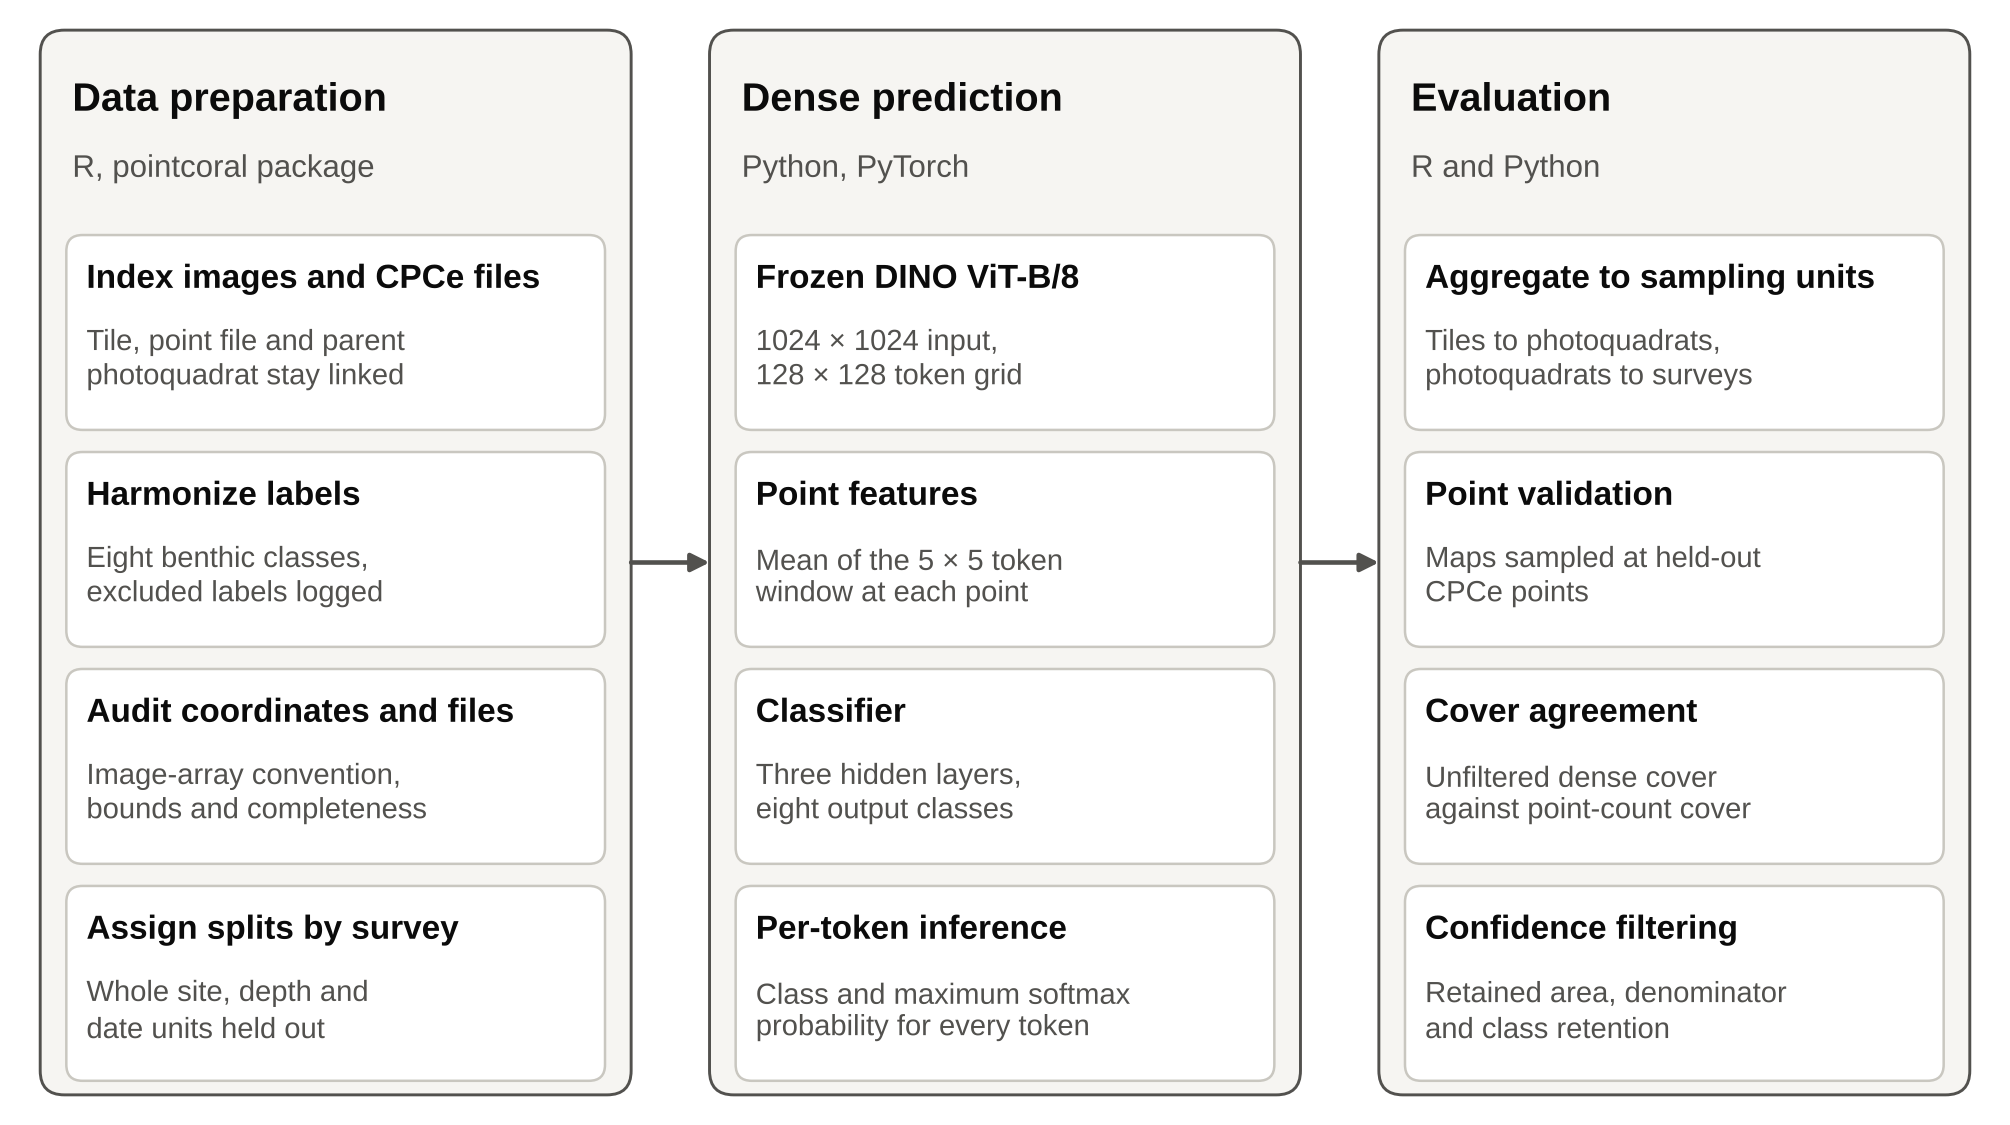 Data preparation
R, pointcoral package
Index images and CPCe files
Tile, point file and parent
photoquadrat stay linked
Harmonize labels
Eight benthic classes,
excluded labels logged
Audit coordinates and files
Image-array convention,
bounds and completeness
Assign splits by survey
Whole site, depth and
date units held out
Dense prediction
Python, PyTorch
Frozen DINO ViT-B/8
1024 × 1024 input,
128 × 128 token grid
Point features
Mean of the 5 × 5 token
window at each point
Classifier
Three hidden layers,
eight output classes
Per-token inference
Class and maximum softmax
probability for every token
Evaluation
R and Python
Aggregate to sampling units
Tiles to photoquadrats,
photoquadrats to surveys
Point validation
Maps sampled at held-out
CPCe points
Cover agreement
Unfiltered dense cover
against point-count cover
Confidence filtering
Retained area, denominator
and class retention